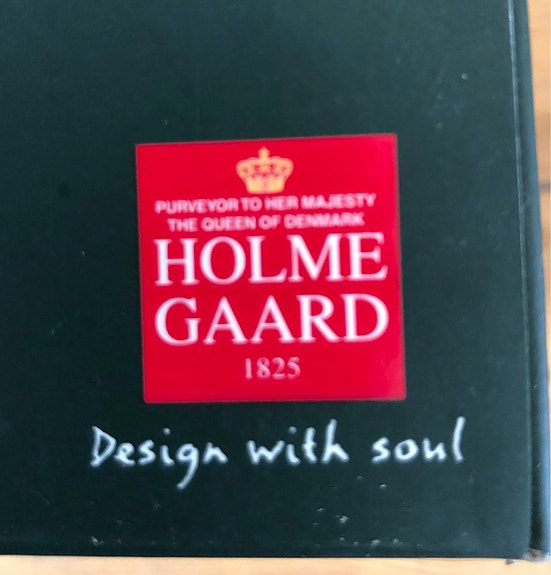 PURVEYOR TO HER MAJESTY
THE QUEEN OF DENMARK
HOLME
GAARD
1825
Design with soul